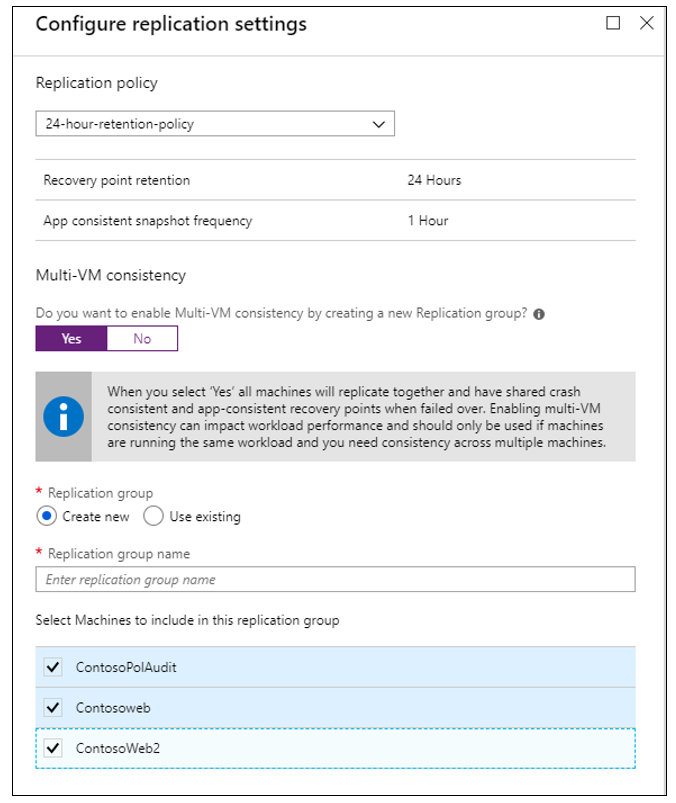 Configure replication settings
Replication policy
24-hour-retention-policy
Recovery point retention 24 Hours
App consistent snapshot frequency 1 Hour
Multi-VM consistency
Do you want to enable Multi-VM consistency by creating a new Replication group?
Yes No
When you select 'Yes' all machines will replicate together and have shared crash
consistent and app-consistent recovery points when failed over. Enabling multi-VM
consistency can impact workload performance and should only be used if machines
are running the same workload and you need consistency across multiple machines.
* Replication group
Create new Use existing
* Replication group name
Enter replication group name
Select Machines to include in this replication group
ContosoPolAudit
Contosoweb
ContosoWeb2